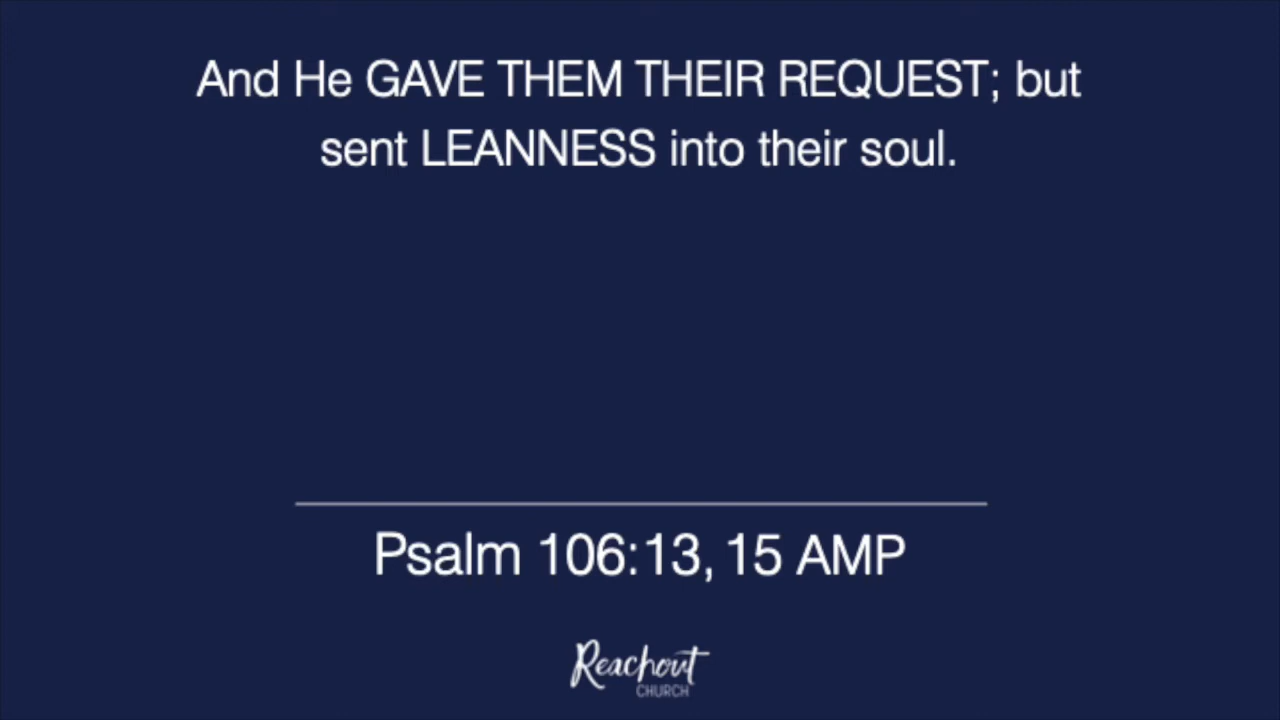 And He GAVE THEM THEIR REQUEST; but
sent LEANNESS into their soul.
Psalm 106:13, 15 AMP
Reachout
CHURCH